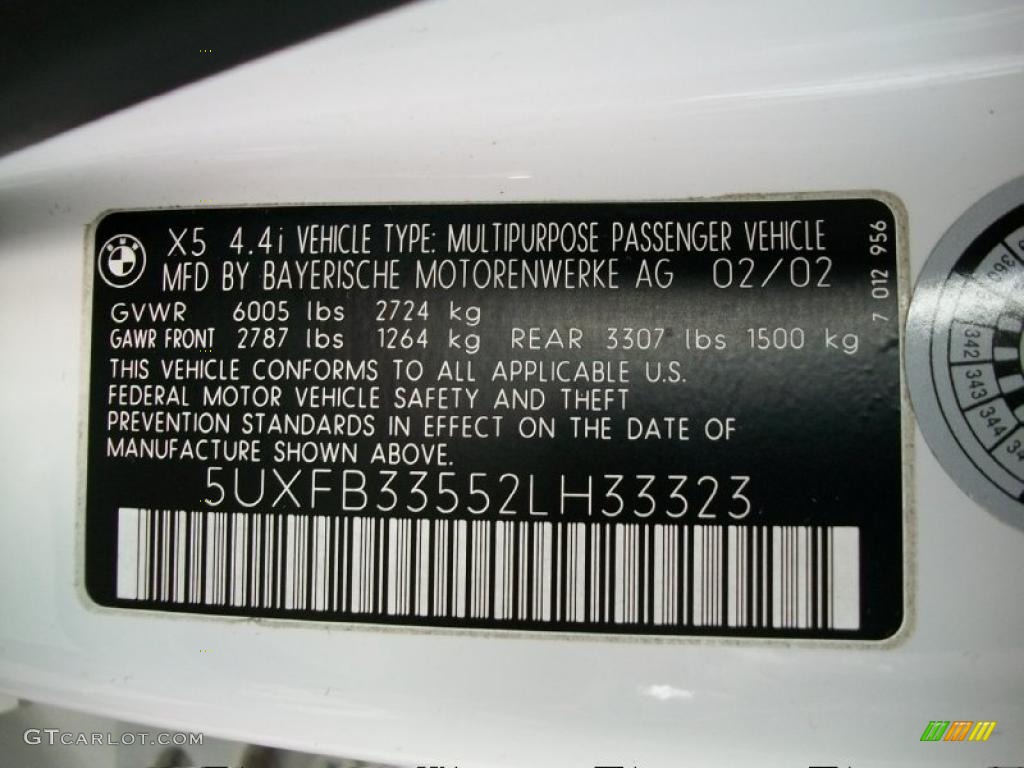 BMW
X5 4.4i VEHICLE TYPE: MULTIPURPOSE PASSENGER VEHICLE
MFD BY BAYERISCHE MOTORENWERKE AG 02/02
GVWR 6005 lbs 2724 kg
GAWR FRONT 2787 lbs 1264 kg REAR 3307 lbs 1500 kg
THIS VEHICLE CONFORMS TO ALL APPLICABLE U.S.
FEDERAL MOTOR VEHICLE SAFETY AND THEFT
PREVENTION STANDARDS IN EFFECT ON THE DATE OF
MANUFACTURE SHOWN ABOVE.
5UXFB33552LH33323
7 012 956
360
342
343
344
GTCARLOT.COM